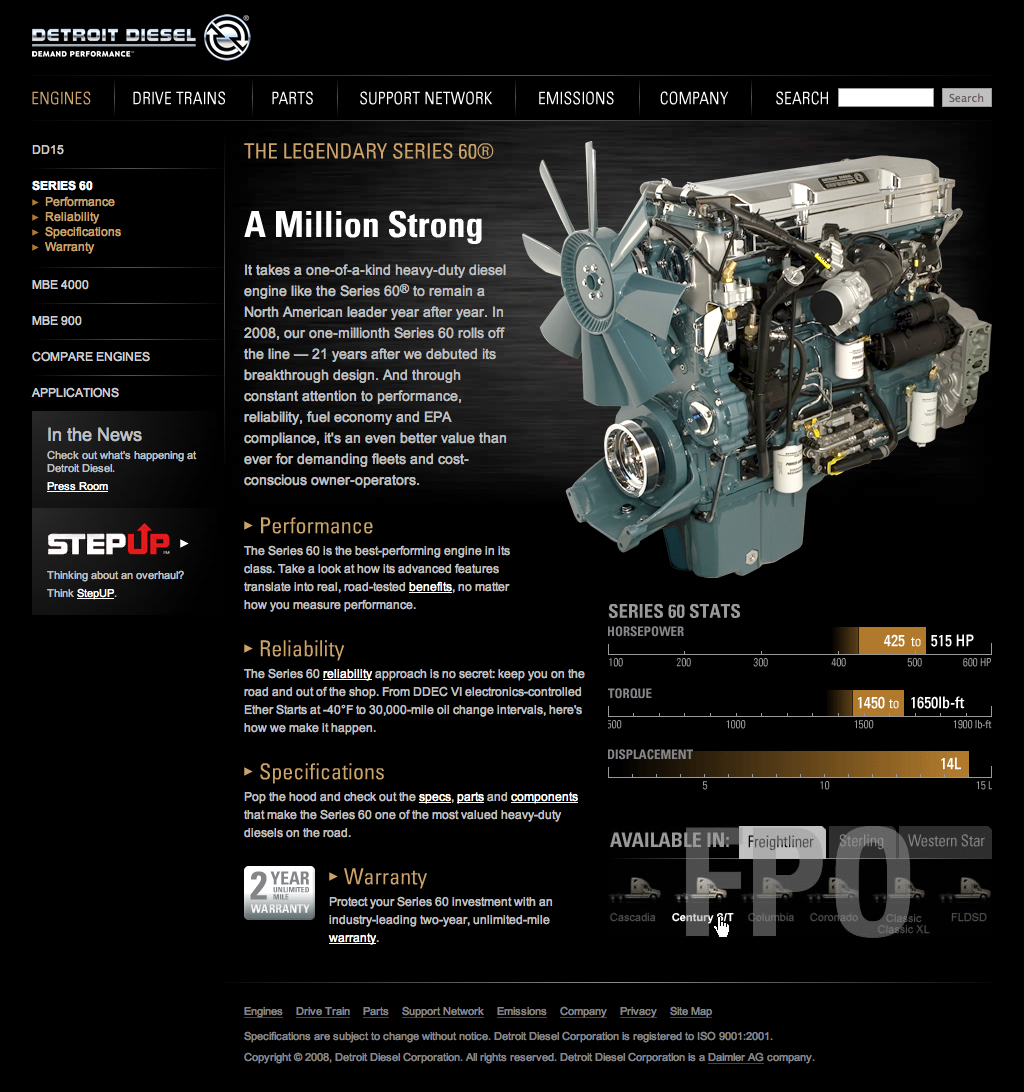 DETROIT DIESEL®
DEMAND PERFORMANCE™
ENGINES
DRIVE TRAINS
PARTS
SUPPORT NETWORK
EMISSIONS
COMPANY
SEARCH
Search
DD15
SERIES 60
Performance
Reliability
Specifications
Warranty
MBE 4000
MBE 900
COMPARE ENGINES
APPLICATIONS
In the News
Check out what's happening at
Detroit Diesel.
Press Room
STEPUP
Thinking about an overhaul?
Think StepUP.
THE LEGENDARY SERIES 60®
A Million Strong
It takes a one-of-a-kind heavy-duty diesel
engine like the Series 60® to remain a
North American leader year after year. In
2008, our one-millionth Series 60 rolls off
the line — 21 years after we debuted its
breakthrough design. And through
constant attention to performance,
reliability, fuel economy and EPA
compliance, it's an even better value than
ever for demanding fleets and cost-
conscious owner-operators.
Performance
The Series 60 is the best-performing engine in its
class. Take a look at how its advanced features
translate into real, road-tested benefits, no matter
how you measure performance.
Reliability
The Series 60 reliability approach is no secret: keep you on the
road and out of the shop. From DDEC VI electronics-controlled
Ether Starts at -40°F to 30,000-mile oil change intervals, here's
how we make it happen.
Specifications
Pop the hood and check out the specs, parts and components
that make the Series 60 one of the most valued heavy-duty
diesels on the road.
2 YEAR
UNLIMITED
MILE
WARRANTY
Warranty
Protect your Series 60 investment with an
industry-leading two-year, unlimited-mile
warranty.
DETROIT DIESEL
SERIES 60 STATS
HORSEPOWER
425 to 515 HP
100 200 300 400 500 600 HP
TORQUE
1450 to 1650lb-ft
500 1000 1500 1900 lb-ft
DISPLACEMENT
14L
5 10 15 L
AVAILABLE IN:
Freightliner
Sterling
Western Star
FPO
Cascadia
Century S/T
Columbia
Coronado
Classic
Classic XL
FLDSD
Engines Drive Train Parts Support Network Emissions Company Privacy Site Map
Specifications are subject to change without notice. Detroit Diesel Corporation is registered to ISO 9001:2001.
Copyright © 2008, Detroit Diesel Corporation. All rights reserved. Detroit Diesel Corporation is a Daimler AG company.